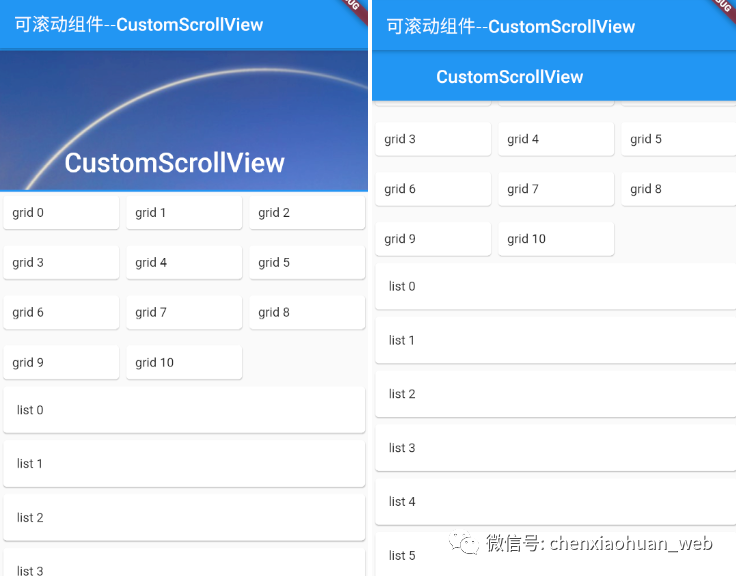 可滚动组件--CustomScrollView
CustomScrollView
grid 0 grid 1 grid 2
grid 3 grid 4 grid 5
grid 6 grid 7 grid 8
grid 9 grid 10
list 0
list 1
list 2
list 3
可滚动组件--CustomScrollView
CustomScrollView
grid 3 grid 4 grid 5
grid 6 grid 7 grid 8
grid 9 grid 10
list 0
list 1
list 2
list 3
list 4
list 5
微信号: chenxiaohuan_web